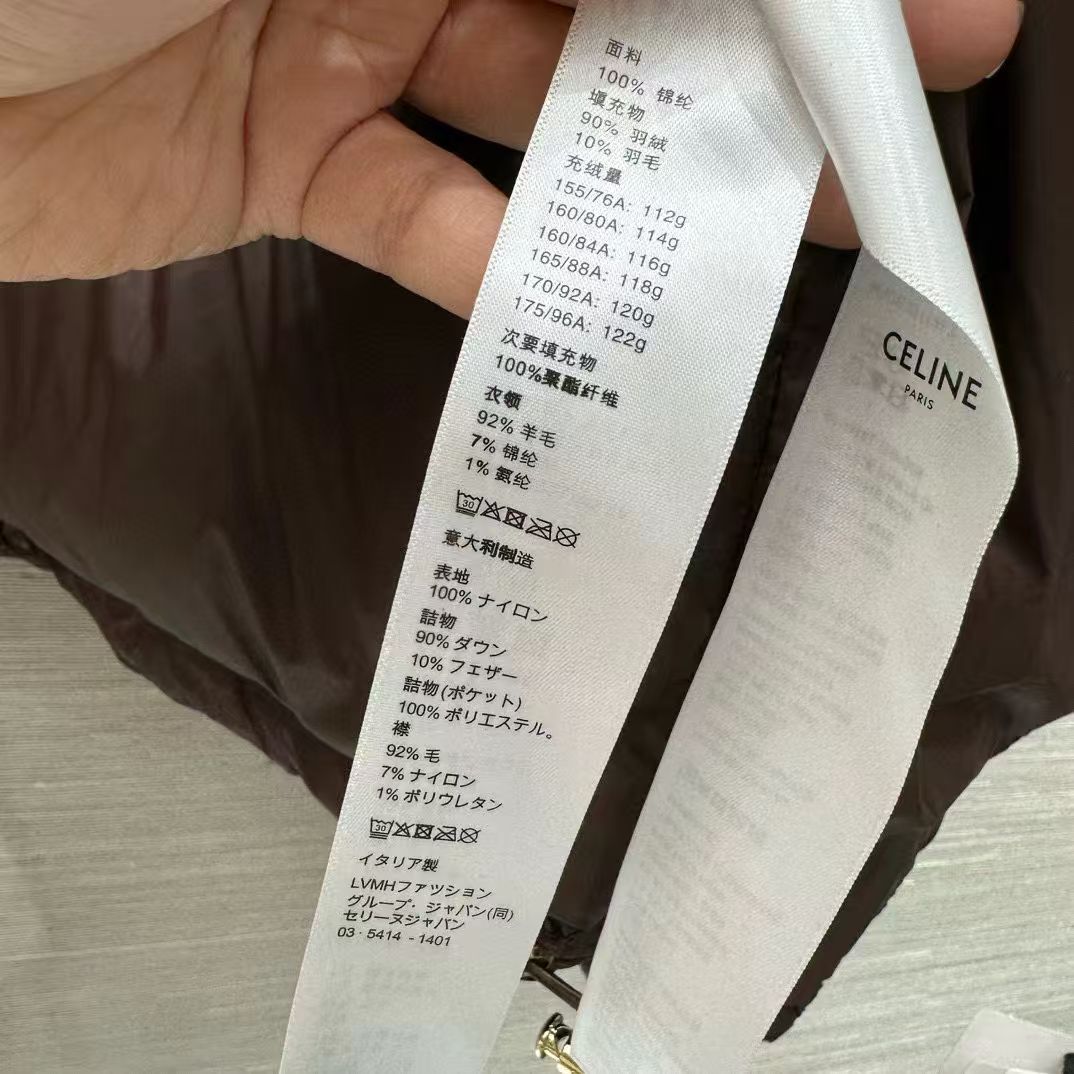 面料
100% 锦纶
填充物
90% 羽絨
10% 羽毛
充绒量
155/76A: 112g
160/80A: 114g
160/84A: 116g
165/88A: 118g
170/92A: 120g
175/96A: 122g
次要填充物
100%聚酯纤维
衣领
92% 羊毛
7% 锦纶
1% 氨纶
30
意大利制造
表地
100% ナイロン
詰物
90% ダウン
10% フェザー
詰物(ポケット)
100% ポリエステル。
襟
92% 毛
7% ナイロン
1% ポリウレタン
30
イタリア製
LVMHファッション
グループ・ジャパン(同)
セリーヌジャパン
03・5414 -1401
CELINE
PARIS